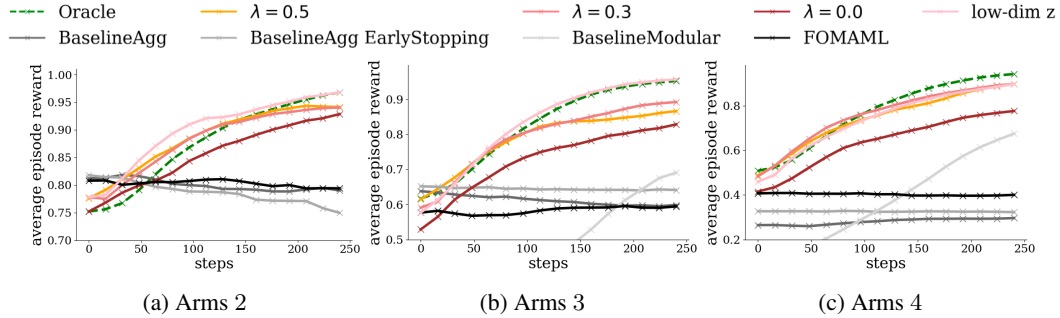 Oracle λ = 0.5 λ = 0.3 λ = 0.0 low-dim z
BaselineAgg BaselineAgg EarlyStopping BaselineModular FOMAML
average episode reward
1.00
0.95
0.90
0.85
0.80
0.75
0.70
0 50 100 150 200 250
steps
(a) Arms 2
average episode reward
0.9
0.8
0.7
0.6
0.5
0 50 100 150 200 250
steps
(b) Arms 3
average episode reward
0.8
0.6
0.4
0.2
0 50 100 150 200 250
steps
(c) Arms 4